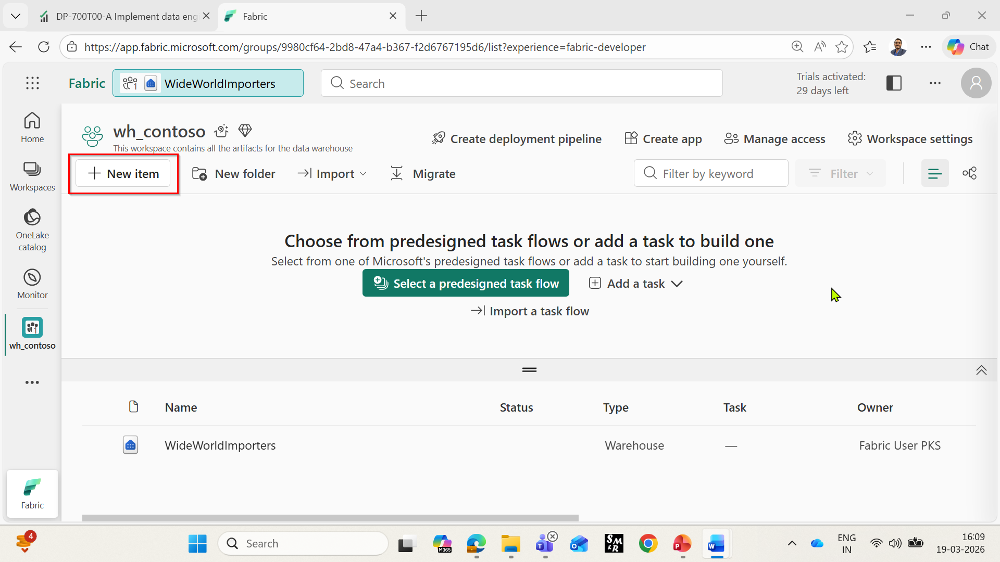 DP-700T00-A Implement data eng
Fabric
https://app.fabric.microsoft.com/groups/9980cf64-2bd8-47a4-b367-f2d6767195d6/list?experience=fabric-developer
Chat
Fabric
1
WideWorldImporters
Search
Trials activated:
29 days left
Home
Workspaces
OneLake
catalog
Monitor
1
wh_contoso
Fabric
wh_contoso
This workspace contains all the artifacts for the data warehouse
Create deployment pipeline
Create app
Manage access
Workspace settings
New item
New folder
Import
Migrate
Filter by keyword
Filter
Choose from predesigned task flows or add a task to build one
Select from one of Microsoft's predesigned task flows or add a task to start building one yourself.
Select a predesigned task flow
Add a task
Import a task flow
Name Status Type Task Owner
WideWorldImporters Warehouse — Fabric User PKS
4
Search
M365
T
O
S
M
&R
P
W
ENG
IN
16:09
19-03-2026